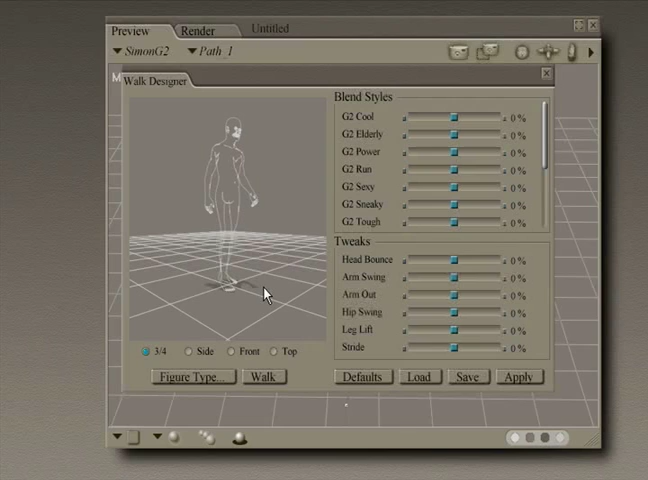 Preview
Render
Untitled
SimonG2
Path_1
M
Walk Designer
Blend Styles
G2 Cool 0 %
G2 Elderly 0 %
G2 Power 0 %
G2 Run 0 %
G2 Sexy 0 %
G2 Sneaky 0 %
G2 Tough 0 %
Tweaks
Head Bounce 0 %
Arm Swing 0 %
Arm Out 0 %
Hip Swing 0 %
Leg Lift 0 %
Stride 0 %
3/4 Side Front Top
Figure Type... Walk Defaults Load Save Apply